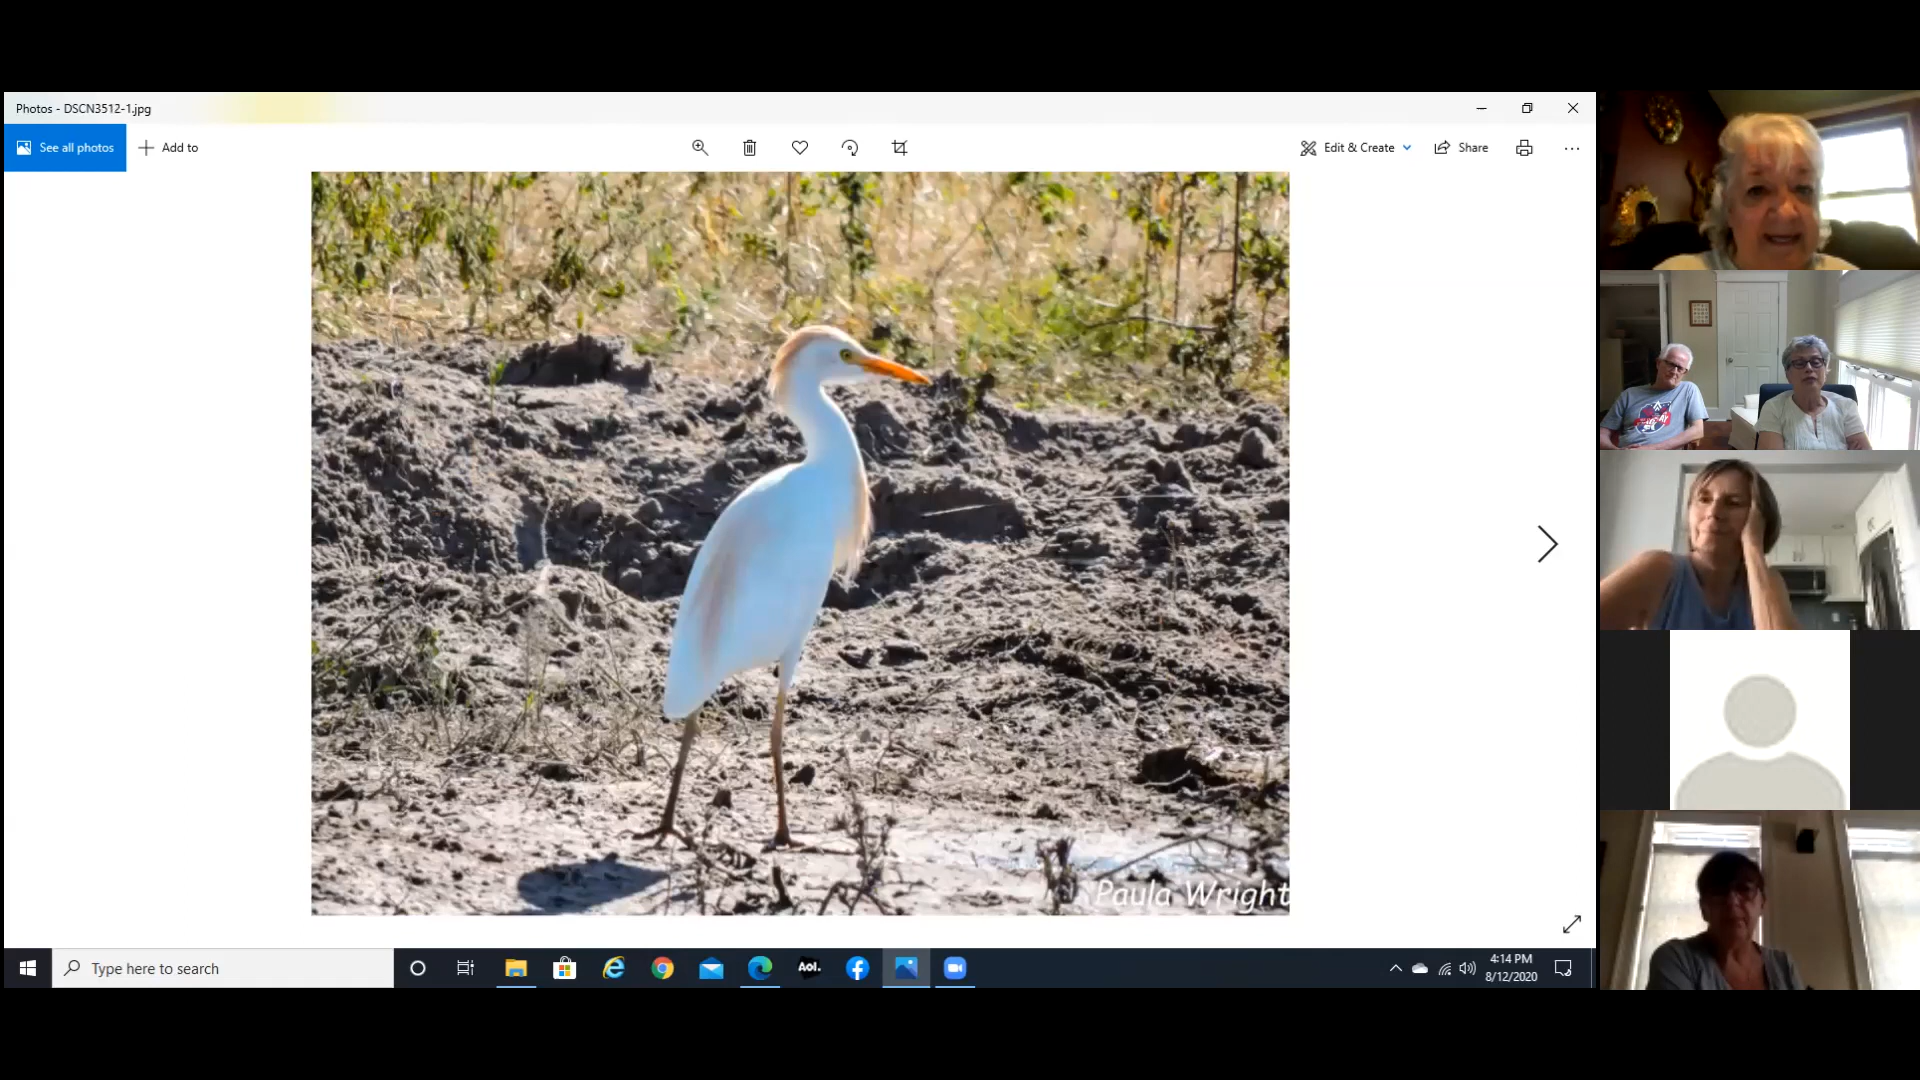 Photos - DSCN3512-1.jpg
See all photos
Add to
Edit & Create
Share
Paula Wright
Type here to search
Aol.
4:14 PM
8/12/2020